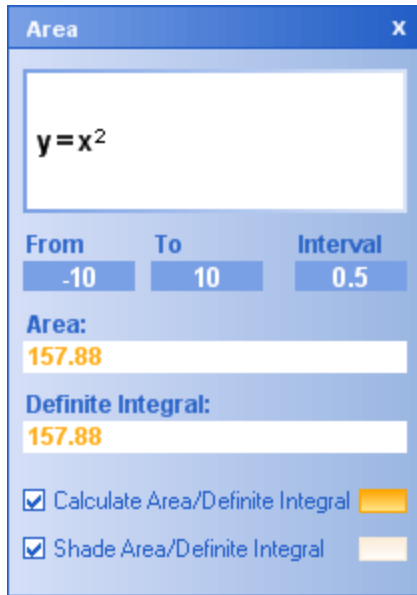 Area x
y=x²
From To Interval
-10 10 0.5
Area:
157.88
Definite Integral:
157.88
Calculate Area/Definite Integral
Shade Area/Definite Integral